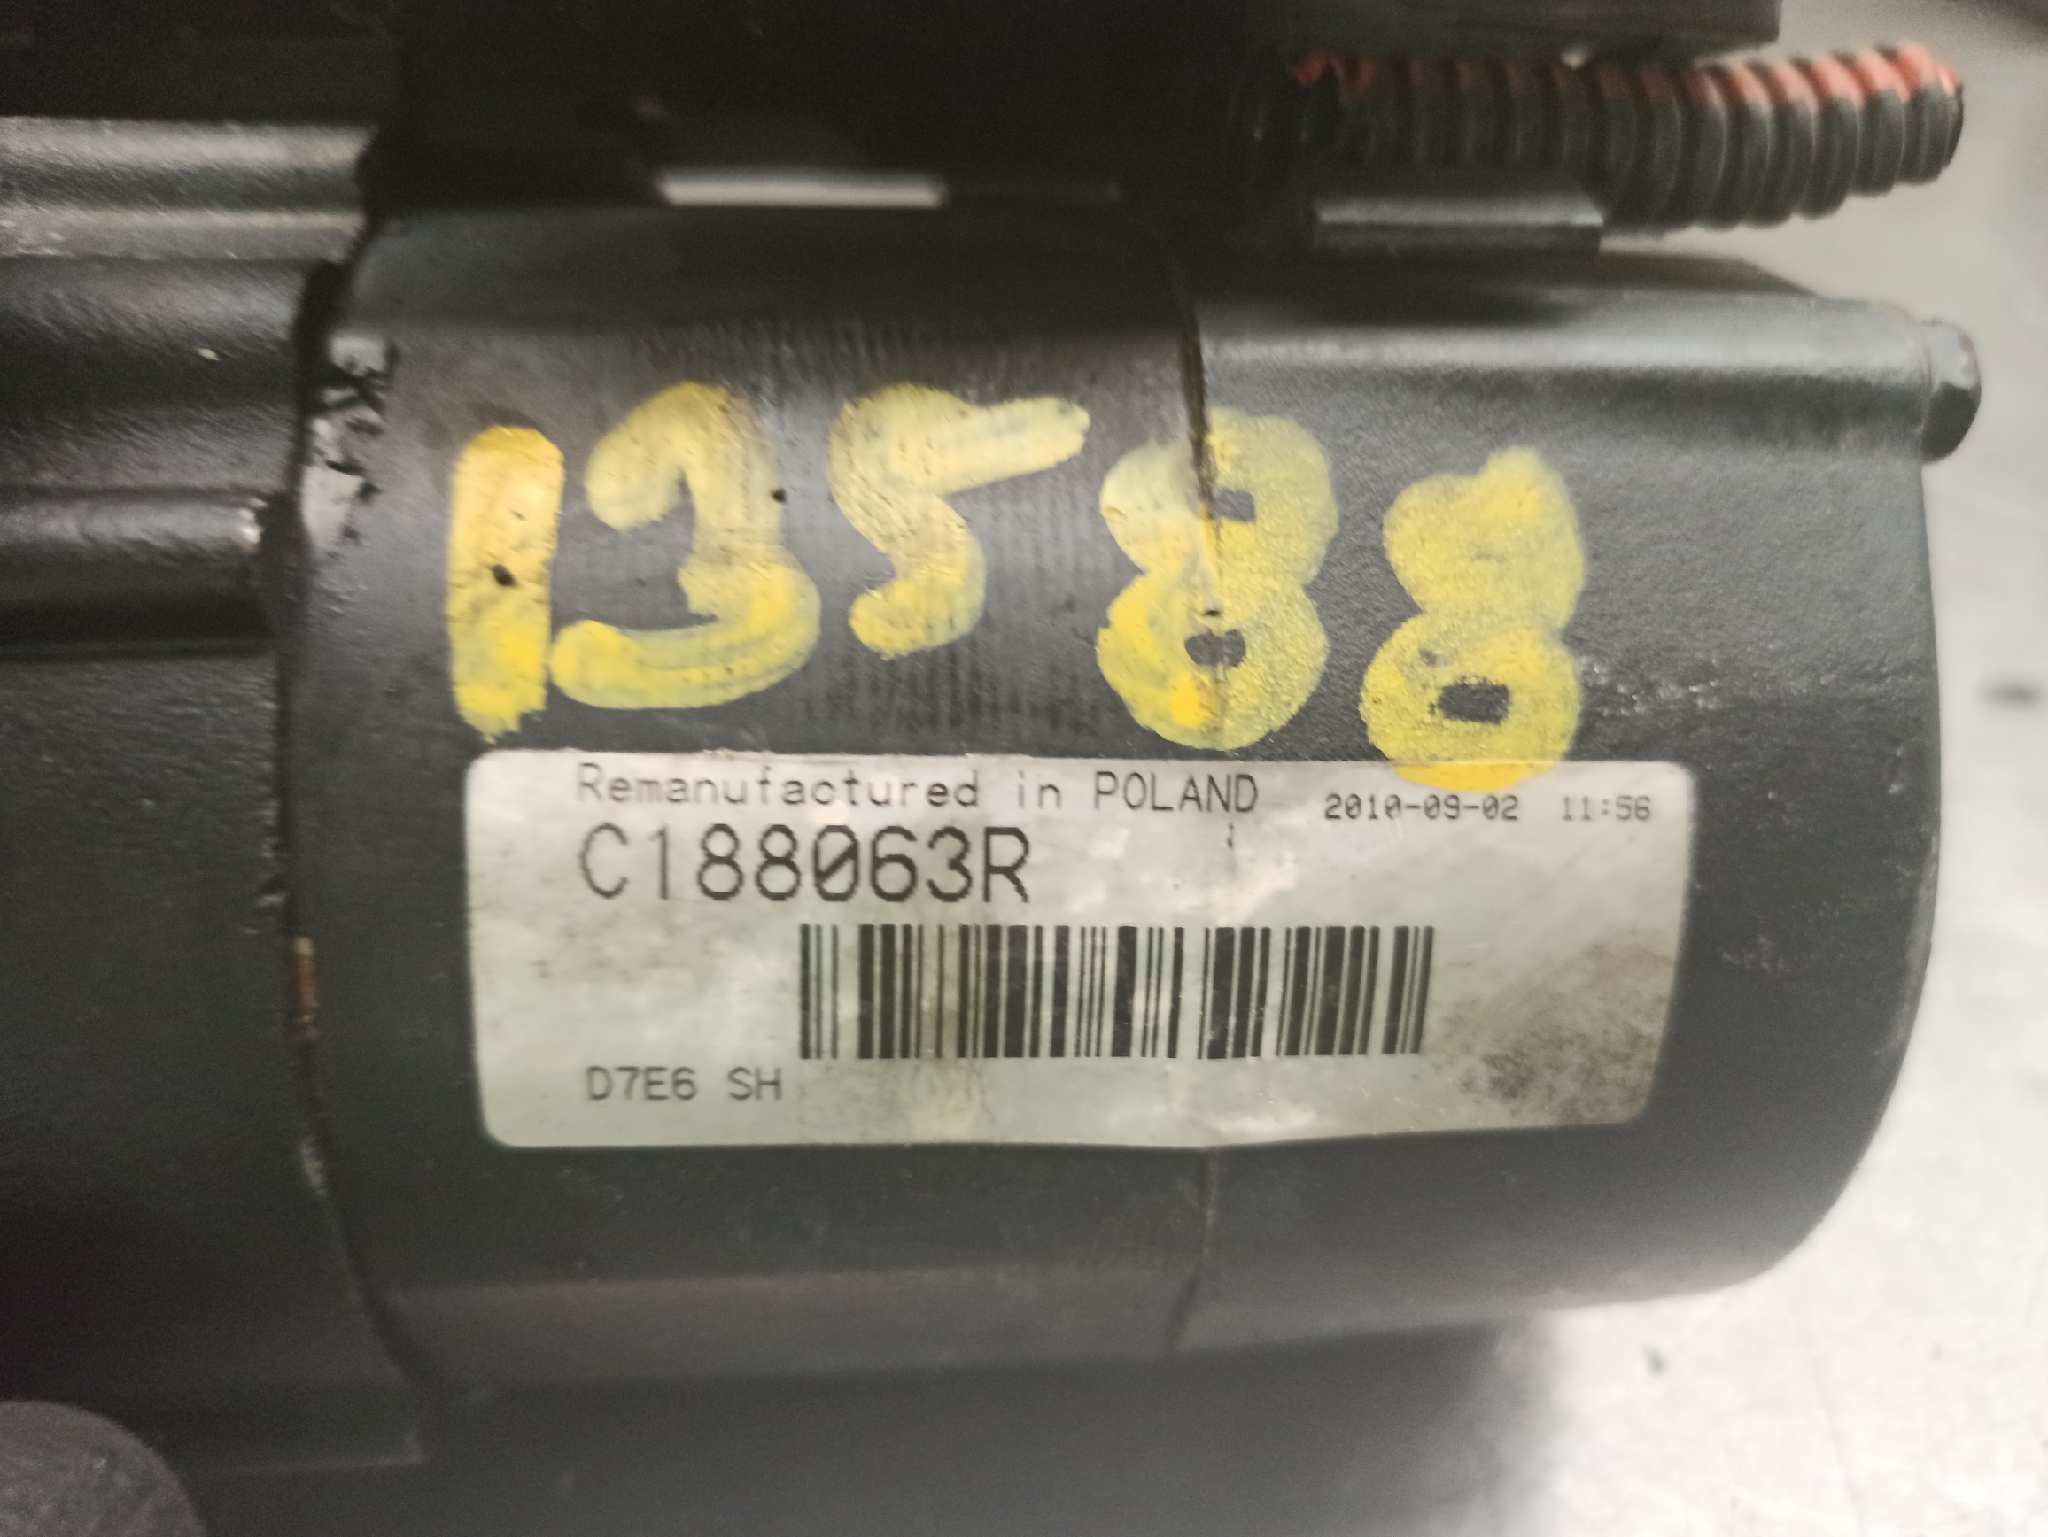 13588
Remanufactured in POLAND 2010-09-02 11:56
C188063R
D7E6 SH